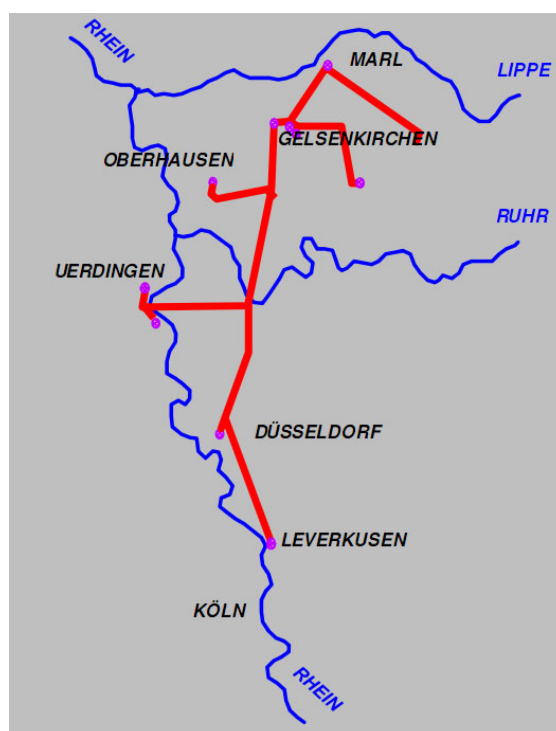 RHEIN
MARL
LIPPE
GELSENKIRCHEN
OBERHAUSEN
RUHR
UERDINGEN
DÜSSELDORF
LEVERKUSEN
KÖLN
RHEIN